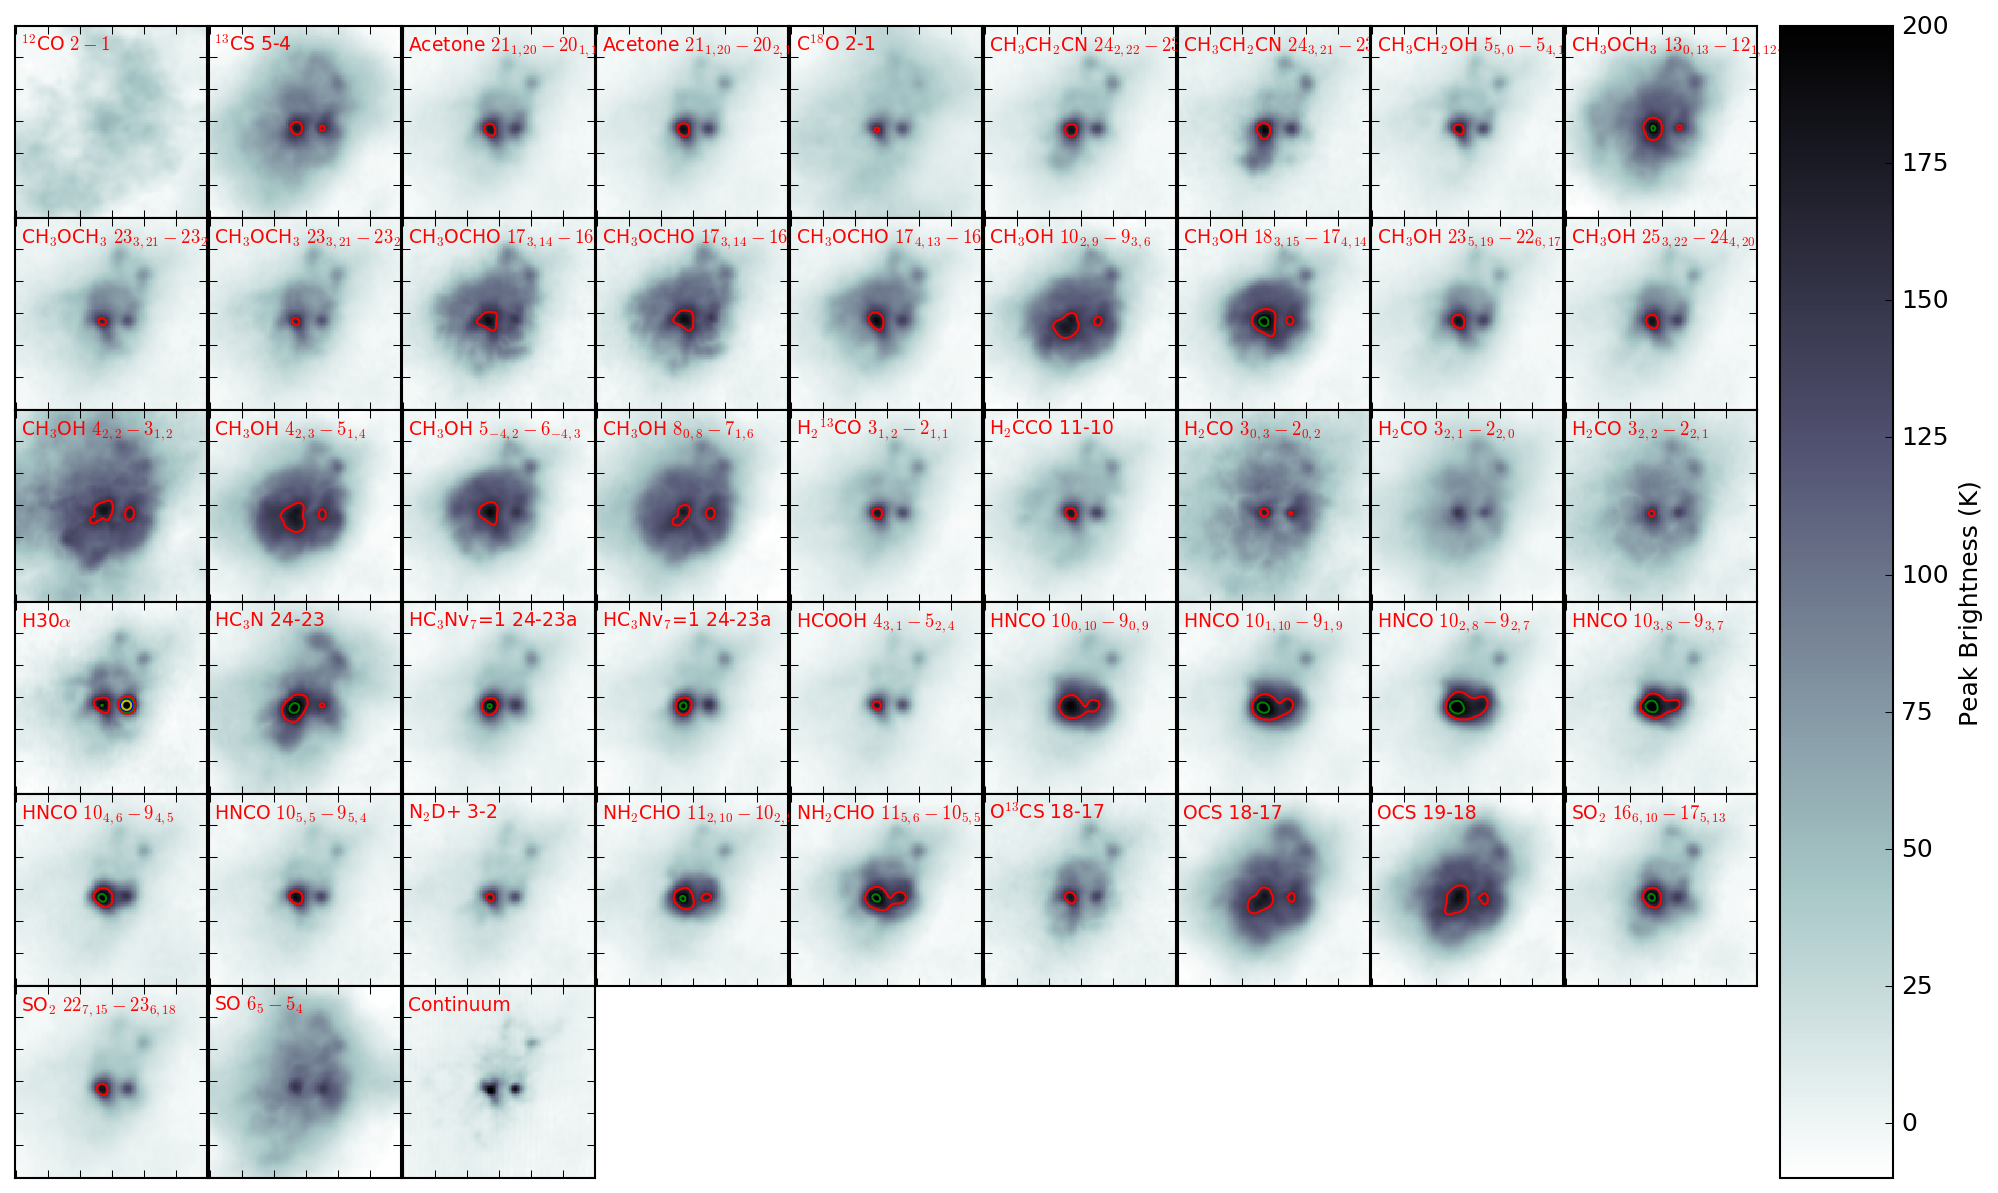 ¹²CO 2 − 1
¹³CS 5-4
Acetone 21₁,₂₀ − 20₁,₁
Acetone 21₁,₂₀ − 20₂,
C¹⁸O 2-1
CH₃CH₂CN 24₂,₂₂ − 23
CH₃CH₂CN 24₃,₂₁ − 23
CH₃CH₂OH 5₅,₀ − 5₄,₁
CH₃OCH₃ 13₀,₁₃ − 12₁,₁₂
CH₃OCH₃ 23₃,₂₁ − 23₂
CH₃OCH₃ 23₃,₂₁ − 23₂
CH₃OCHO 17₃,₁₄ − 16
CH₃OCHO 17₃,₁₄ − 16
CH₃OCHO 17₄,₁₃ − 16
CH₃OH 10₂,₉ − 9₃,₆
CH₃OH 18₃,₁₅ − 17₄,₁₄
CH₃OH 23₅,₁₉ − 22₆,₁₇
CH₃OH 25₃,₂₂ − 24₄,₂₀
CH₃OH 4₂,₂ − 3₁,₂
CH₃OH 4₂,₃ − 5₁,₄
CH₃OH 5₋₄,₂ − 6₋₄,₃
CH₃OH 8₀,₈ − 7₁,₆
H₂¹³CO 3₁,₂ − 2₁,₁
H₂CCO 11-10
H₂CO 3₀,₃ − 2₀,₂
H₂CO 3₂,₁ − 2₂,₀
H₂CO 3₂,₂ − 2₂,₁
H30α
HC₃N 24-23
HC₃Nv₇=1 24-23a
HC₃Nv₇=1 24-23a
HCOOH 4₃,₁ − 5₂,₄
HNCO 10₀,₁₀ − 9₀,₉
HNCO 10₁,₁₀ − 9₁,₉
HNCO 10₂,₈ − 9₂,₇
HNCO 10₃,₈ − 9₃,₇
HNCO 10₄,₆ − 9₄,₅
HNCO 10₅,₅ − 9₅,₄
N₂D+ 3-2
NH₂CHO 11₂,₁₀ − 10₂,
NH₂CHO 11₅,₆ − 10₅,₅
O¹³CS 18-17
OCS 18-17
OCS 19-18
SO₂ 16₆,₁₀ − 17₅,₁₃
SO₂ 22₇,₁₅ − 23₆,₁₈
SO 6₅ − 5₄
Continuum
200
175
150
125
100
75
50
25
0
Peak Brightness (K)